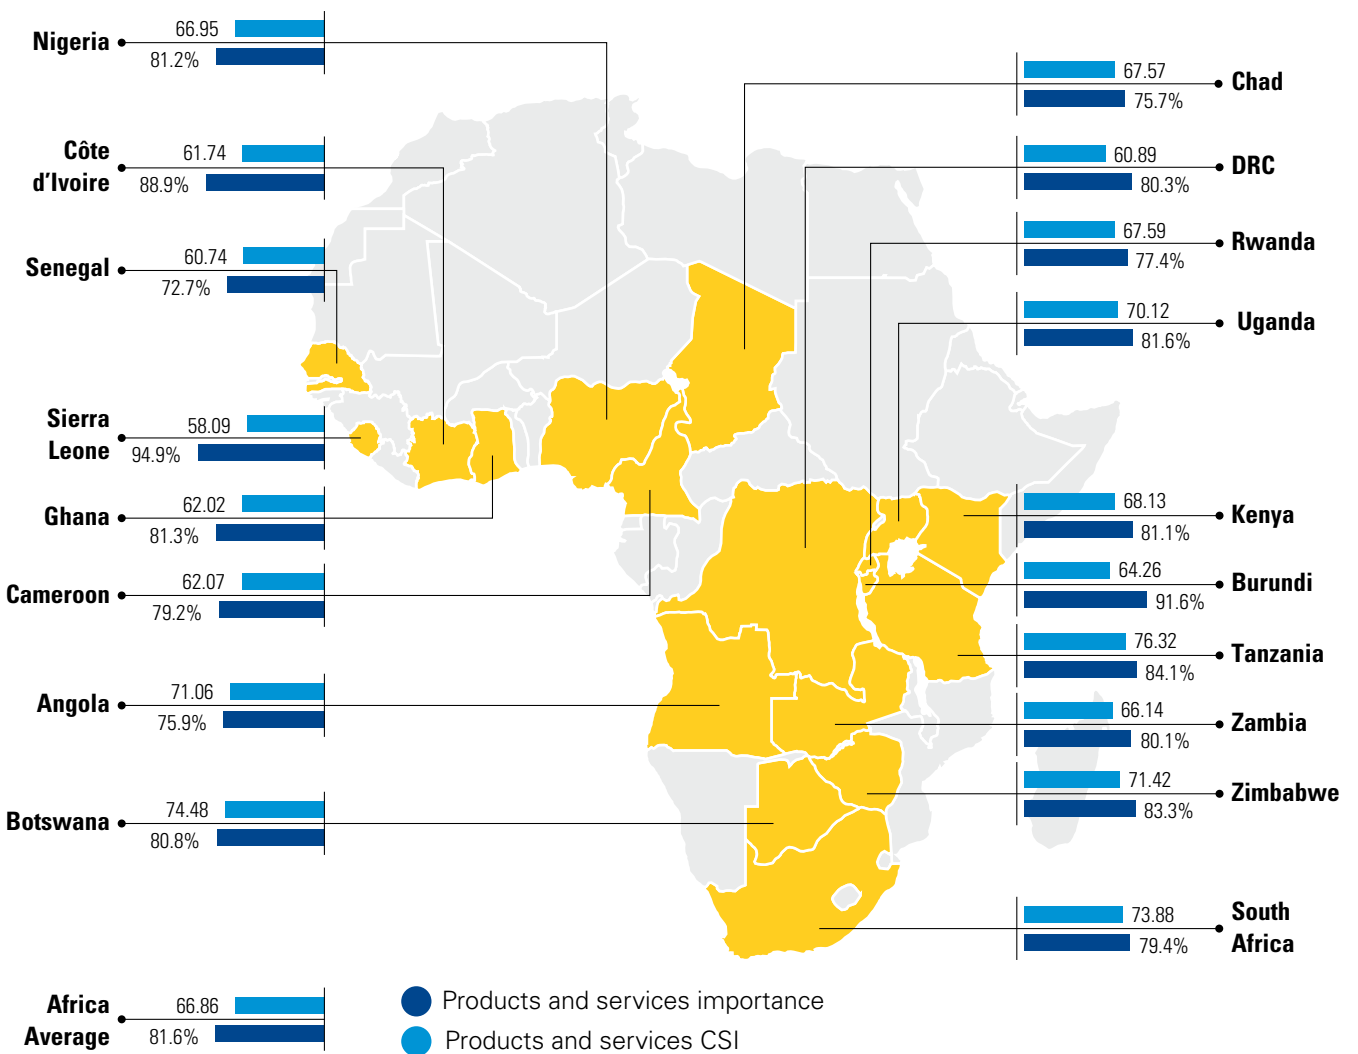 Nigeria
66.95
81.2%
Côte
d'Ivoire
61.74
88.9%
Senegal
60.74
72.7%
Sierra
Leone
58.09
94.9%
Ghana
62.02
81.3%
Cameroon
62.07
79.2%
Angola
71.06
75.9%
Botswana
74.48
80.8%
Africa
Average
66.86
81.6%
67.57
75.7%
Chad
60.89
80.3%
DRC
67.59
77.4%
Rwanda
70.12
81.6%
Uganda
68.13
81.1%
Kenya
64.26
91.6%
Burundi
76.32
84.1%
Tanzania
66.14
80.1%
Zambia
71.42
83.3%
Zimbabwe
73.88
79.4%
South
Africa
Products and services importance
Products and services CSI